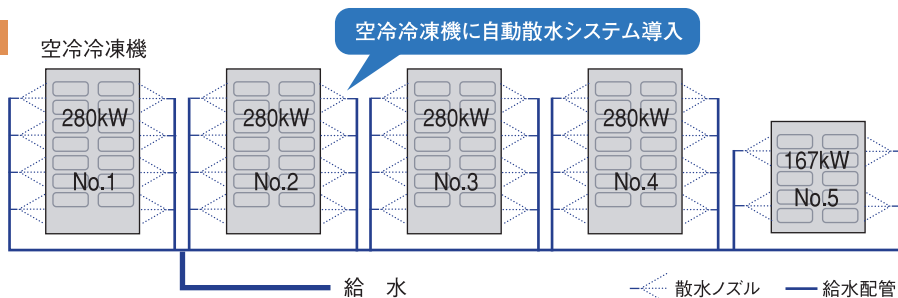 空冷冷凍機に自動散水システム導入
空冷冷凍機
280kW
No.1
280kW
No.2
280kW
No.3
280kW
No.4
167kW
No.5
給 水
散水ノズル
給水配管